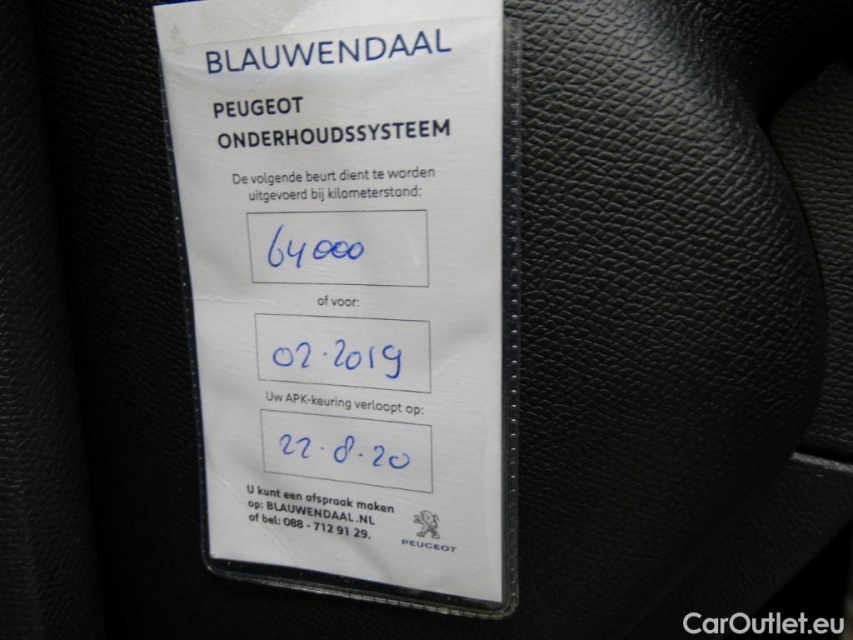 BLAUWENDAAL
PEUGEOT
ONDERHOUDSSYSTEEM
De volgende beurt dient te worden
uitgevoerd bij kilometerstand:
64000
of voor:
02.2019
Uw APK-keuring verloopt op:
22.8.20
U kunt een afspraak maken
op: BLAUWENDAAL.NL
of bel: 088 - 712 91 29.
PEUGEOT
CarOutlet.eu